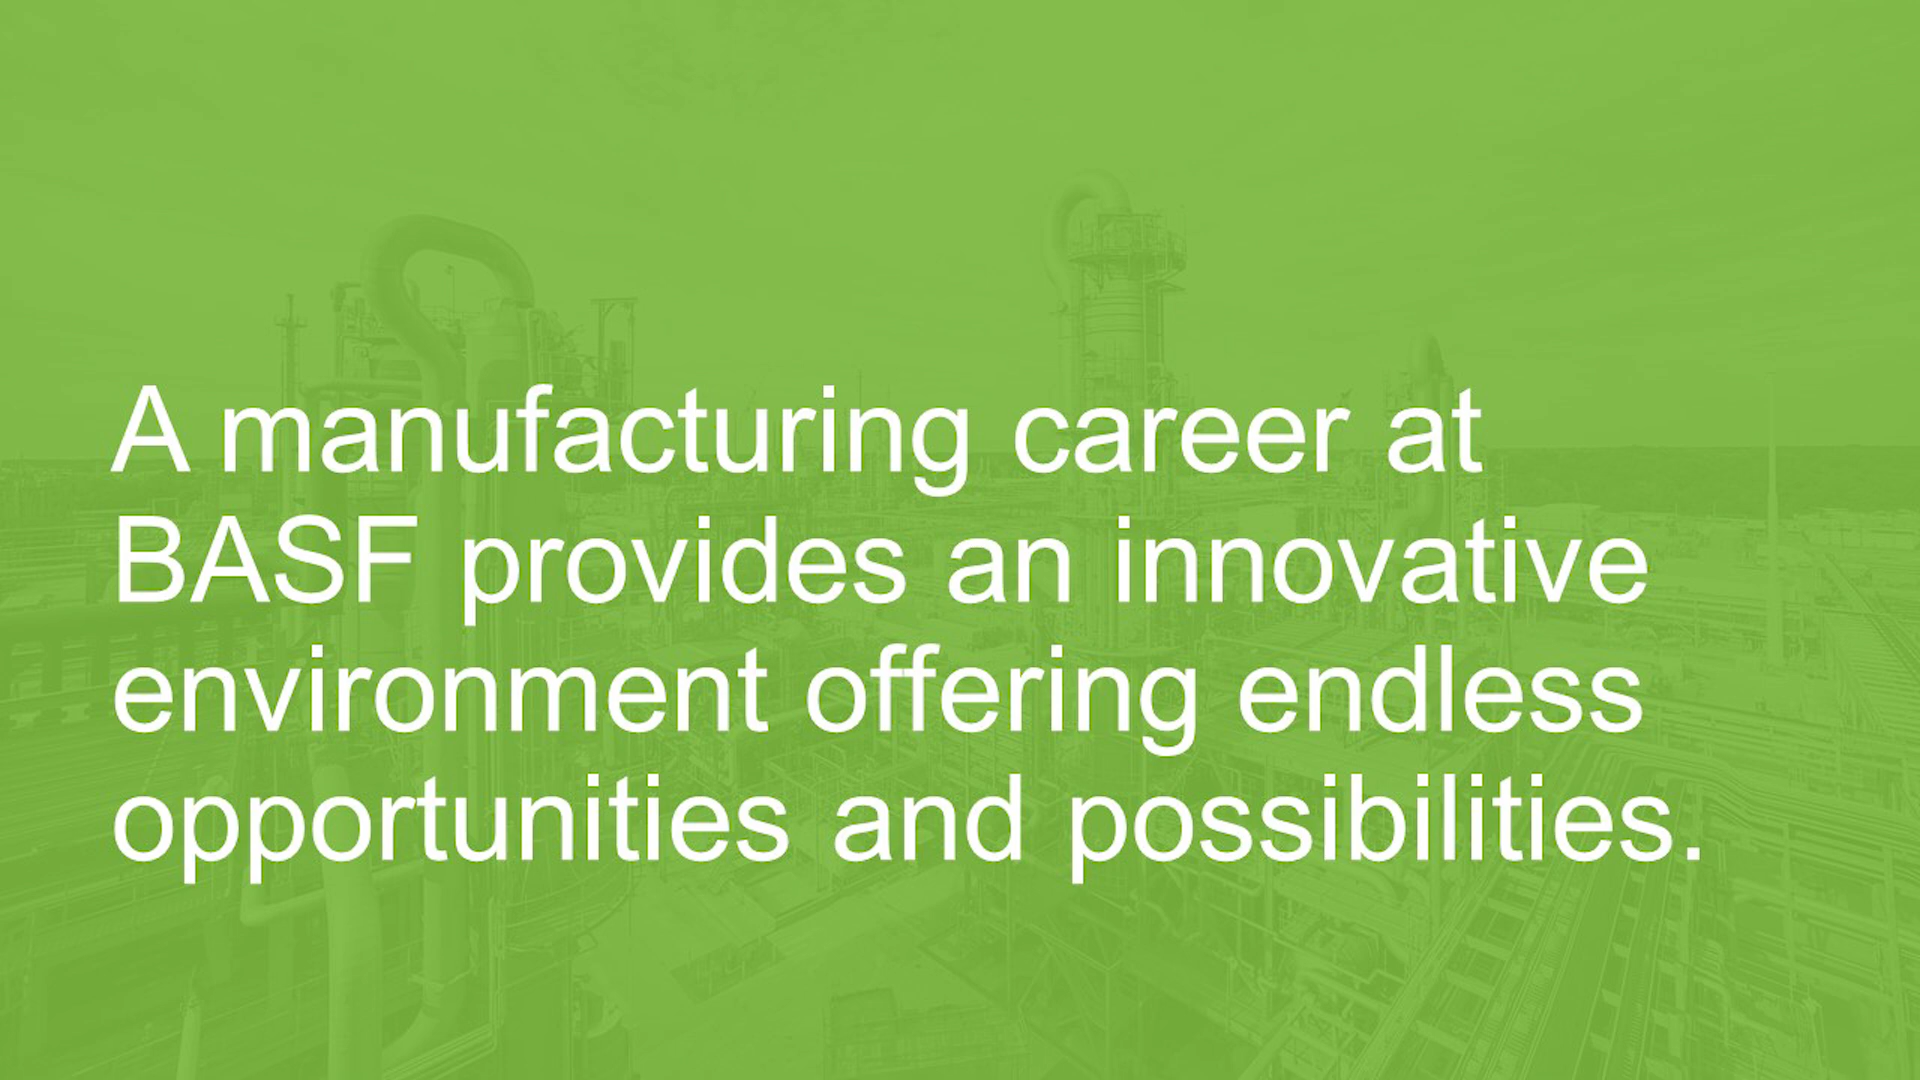 A manufacturing career at
BASF provides an innovative
environment offering endless
opportunities and possibilities.